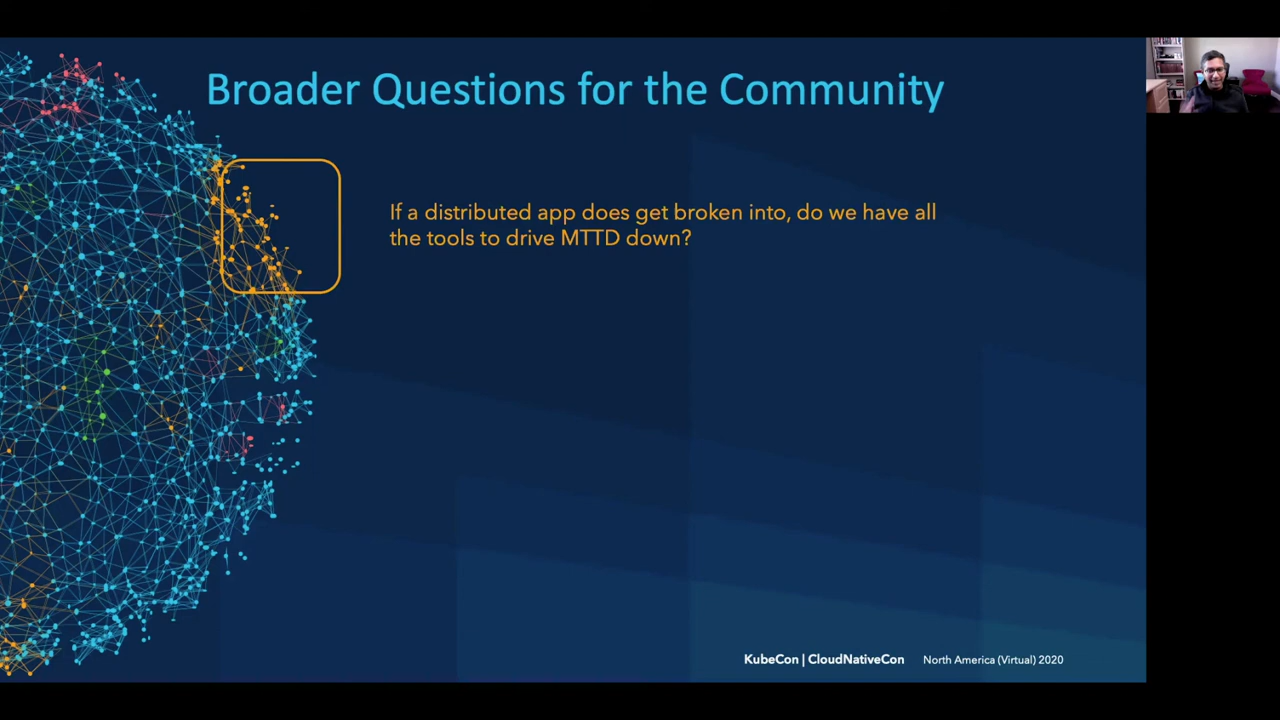 Broader Questions for the Community
If a distributed app does get broken into, do we have all
the tools to drive MTTD down?
KubeCon | CloudNativeCon North America (Virtual) 2020